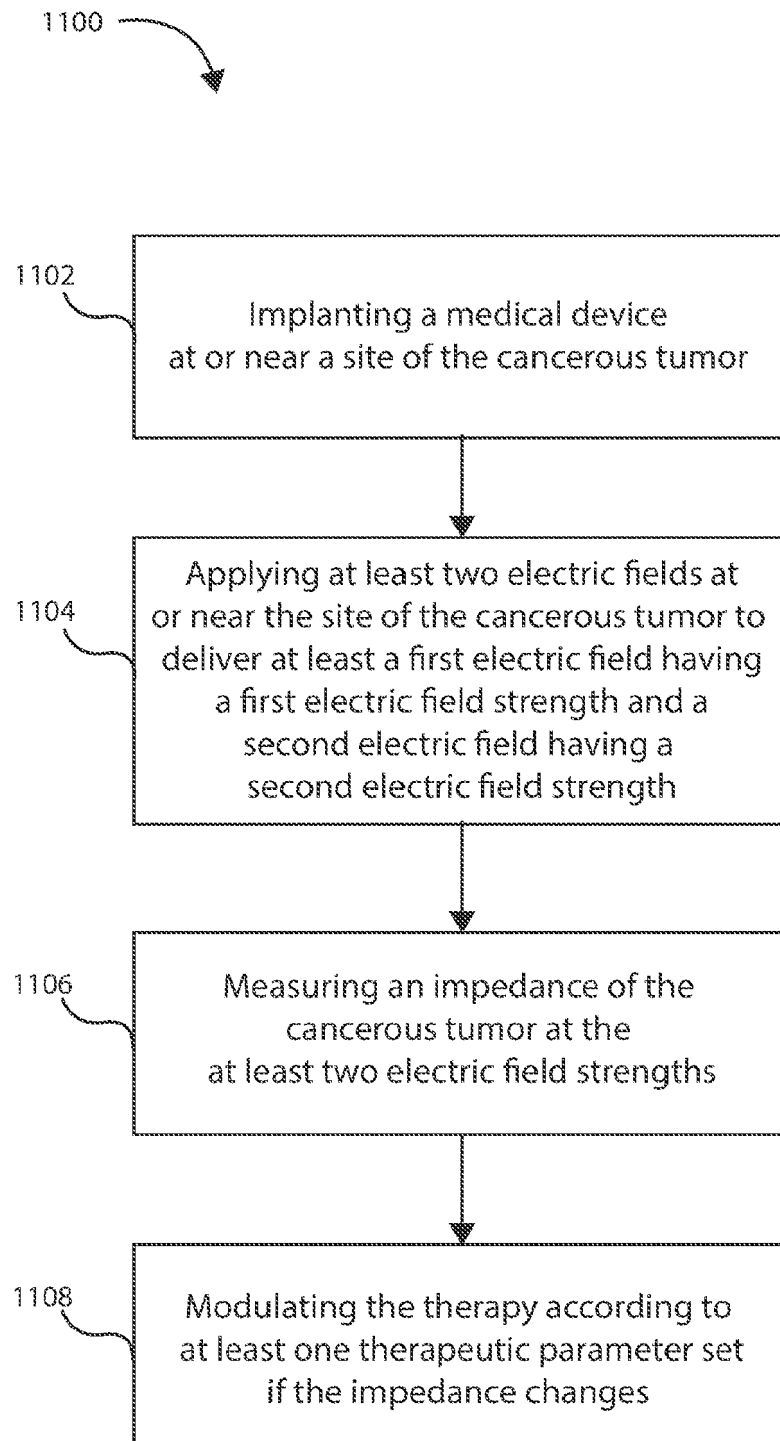 1100
1102
Implanting a medical device
at or near a site of the cancerous tumor
1104
Applying at least two electric fields at
or near the site of the cancerous tumor to
deliver at least a first electric field having
a first electric field strength and a
second electric field having a
second electric field strength
1106
Measuring an impedance of the
cancerous tumor at the
at least two electric field strengths
1108
Modulating the therapy according to
at least one therapeutic parameter set
if the impedance changes